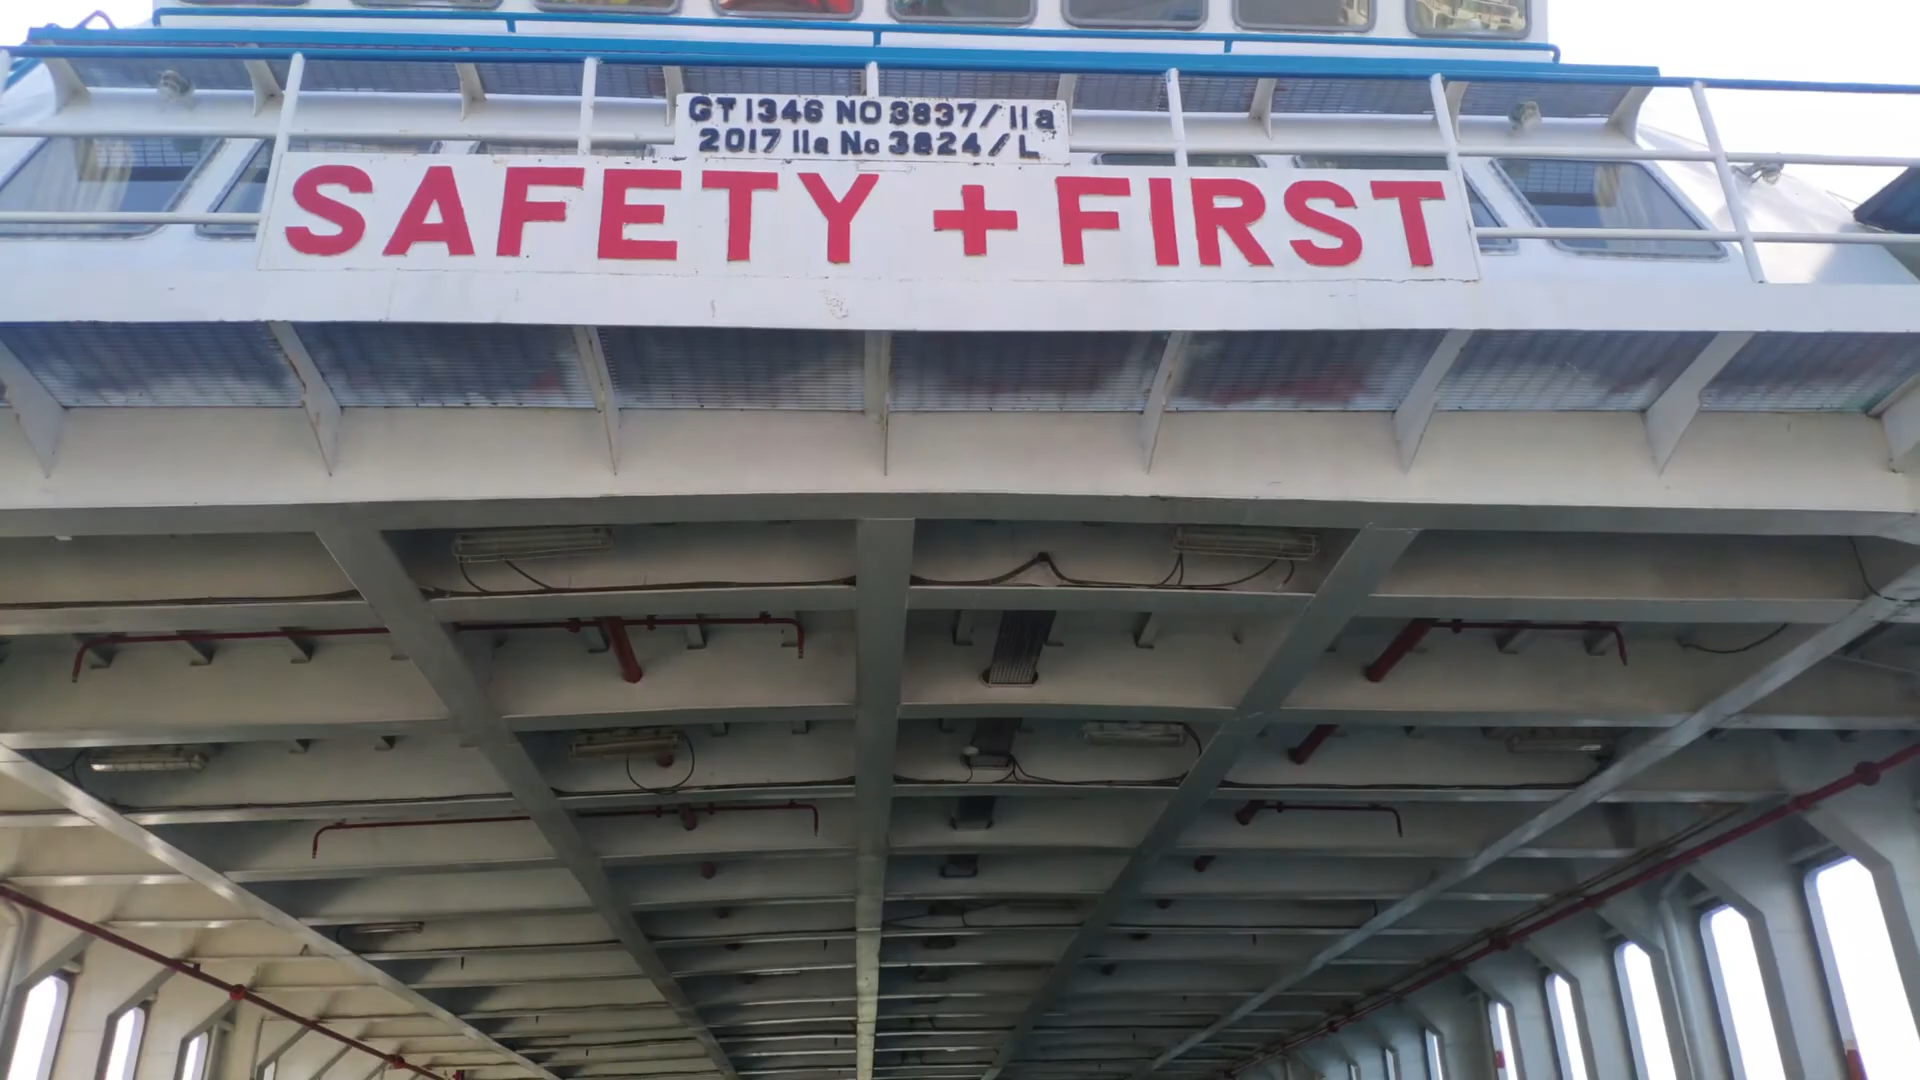 GT 1346 NO 3837/IIa
2017 IIa No 3824/L
SAFETY + FIRST